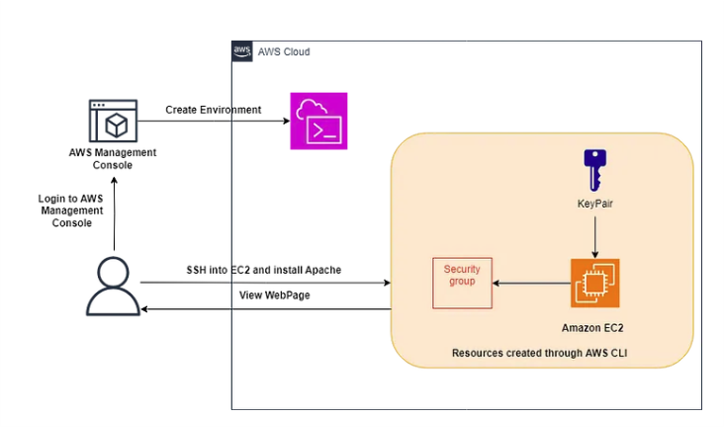 aws
AWS Cloud
Create Environment
AWS Management
Console
Login to AWS
Management
Console
KeyPair
SSH into EC2 and install Apache
Security
group
View WebPage
Amazon EC2
Resources created through AWS CLI